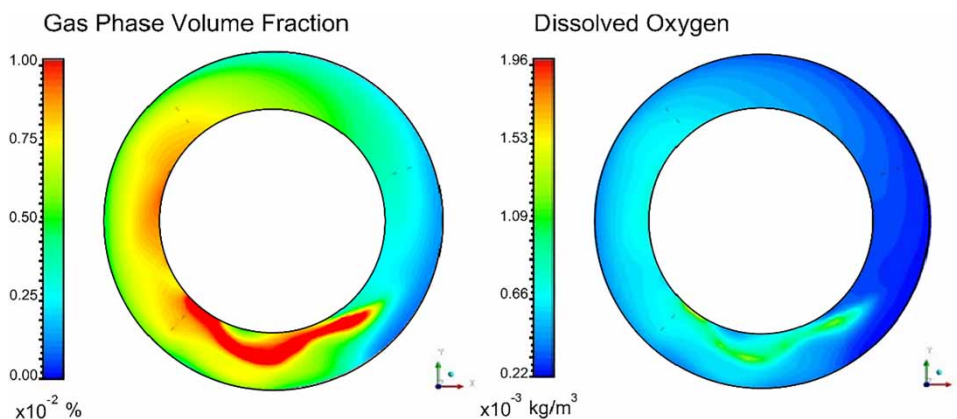 Gas Phase Volume Fraction
1.00
0.75
0.50
0.25
0.00
x10⁻² %
Y
X
Dissolved Oxygen
1.96
1.53
1.09
0.66
0.22
x10⁻³ kg/m³
Y
X